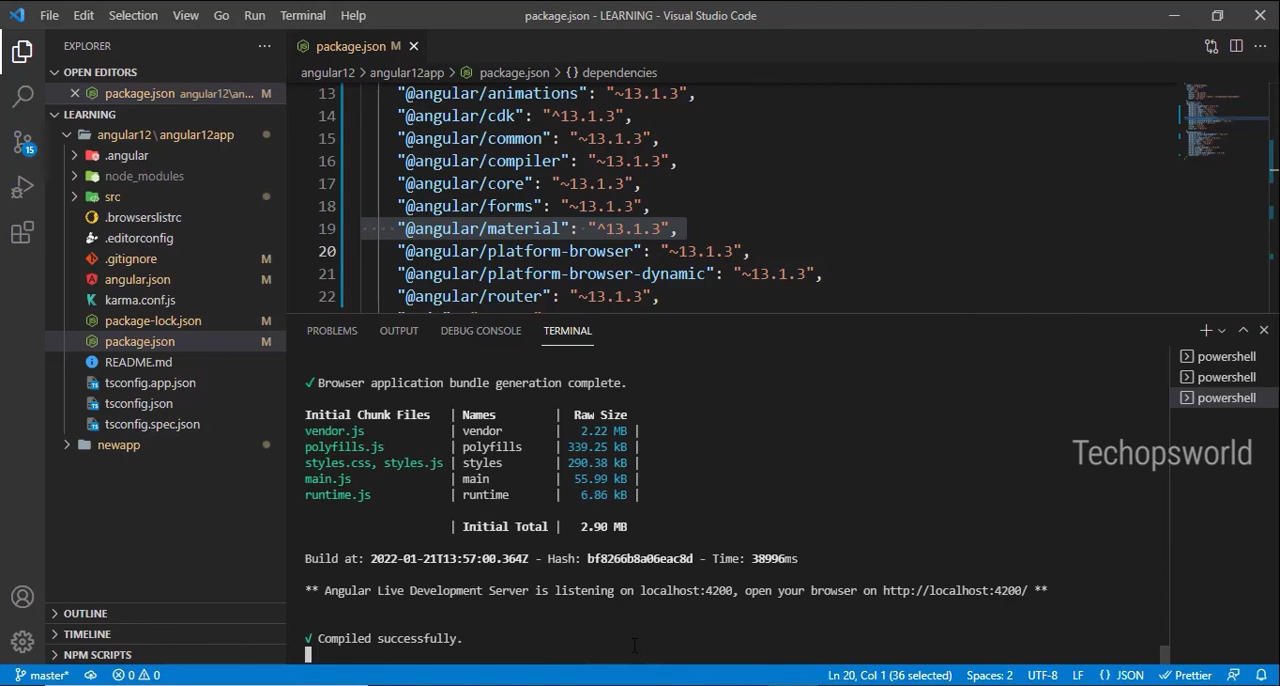 File Edit Selection View Go Run Terminal Help
package.json - LEARNING - Visual Studio Code
EXPLORER
OPEN EDITORS
package.json angular12\an... M
LEARNING
angular12 \ angular12app
.angular
node_modules
src
.browserslistrc
.editorconfig
.gitignore M
angular.json M
karma.conf.js
package-lock.json M
package.json M
README.md
tsconfig.app.json
tsconfig.json
tsconfig.spec.json
newapp
OUTLINE
TIMELINE
NPM SCRIPTS
15
package.json M
angular12 > angular12app > package.json > {} dependencies
13 "@angular/animations": "~13.1.3",
14 "@angular/cdk": "^13.1.3",
15 "@angular/common": "~13.1.3",
16 "@angular/compiler": "~13.1.3",
17 "@angular/core": "~13.1.3",
18 "@angular/forms": "~13.1.3",
19 "@angular/material": "^13.1.3",
20 "@angular/platform-browser": "~13.1.3",
21 "@angular/platform-browser-dynamic": "~13.1.3",
22 "@angular/router": "~13.1.3",
PROBLEMS OUTPUT DEBUG CONSOLE TERMINAL
powershell
powershell
powershell
√ Browser application bundle generation complete.
Initial Chunk Files | Names | Raw Size
vendor.js | vendor | 2.22 MB |
polyfills.js | polyfills | 339.25 kB |
styles.css, styles.js | styles | 290.38 kB |
main.js | main | 55.99 kB |
runtime.js | runtime | 6.86 kB |
| Initial Total | 2.90 MB
Build at: 2022-01-21T13:57:00.364Z - Hash: bf8266b8a06eac8d - Time: 38996ms
** Angular Live Development Server is listening on localhost:4200, open your browser on http://localhost:4200/ **
√ Compiled successfully.
Techopsworld
master* 0 0 Ln 20, Col 1 (36 selected) Spaces: 2 UTF-8 LF {} JSON Prettier